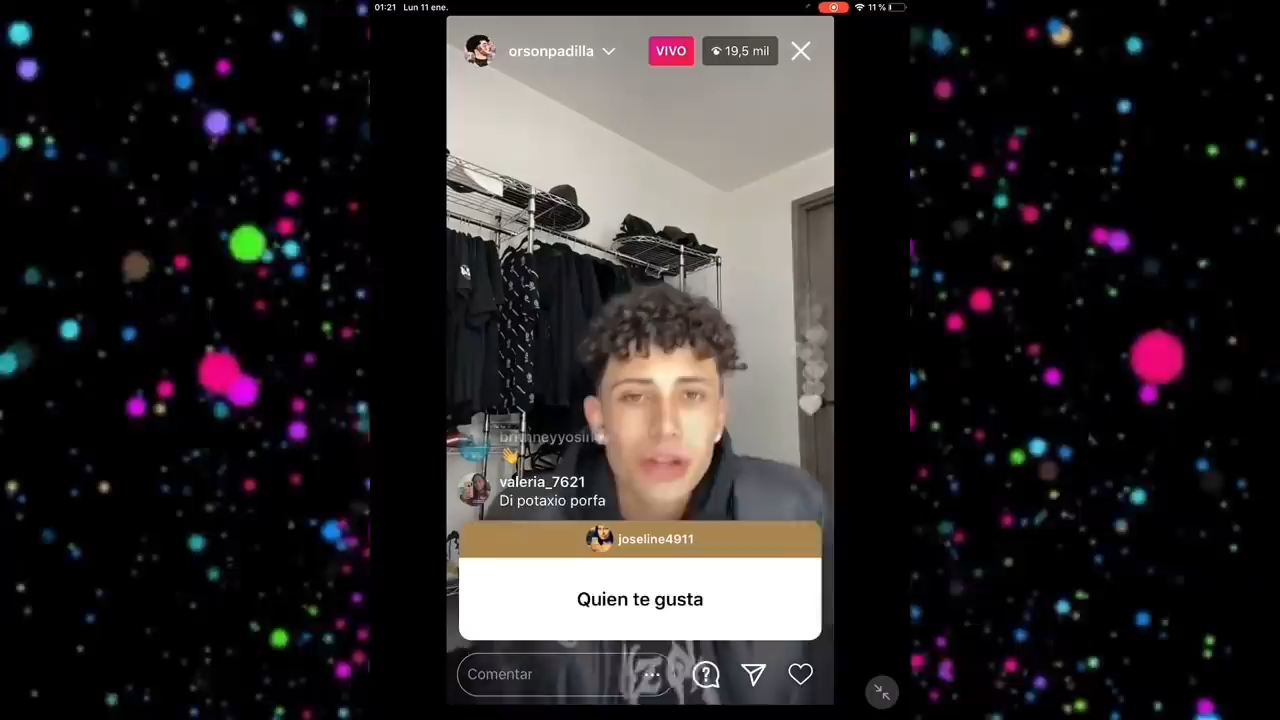 01:21 Lun 11 ene.
11 %
orsonpadilla
VIVO
19,5 mil
valeria_7621
Di potaxio porfa
joseline4911
Quien te gusta
Comentar